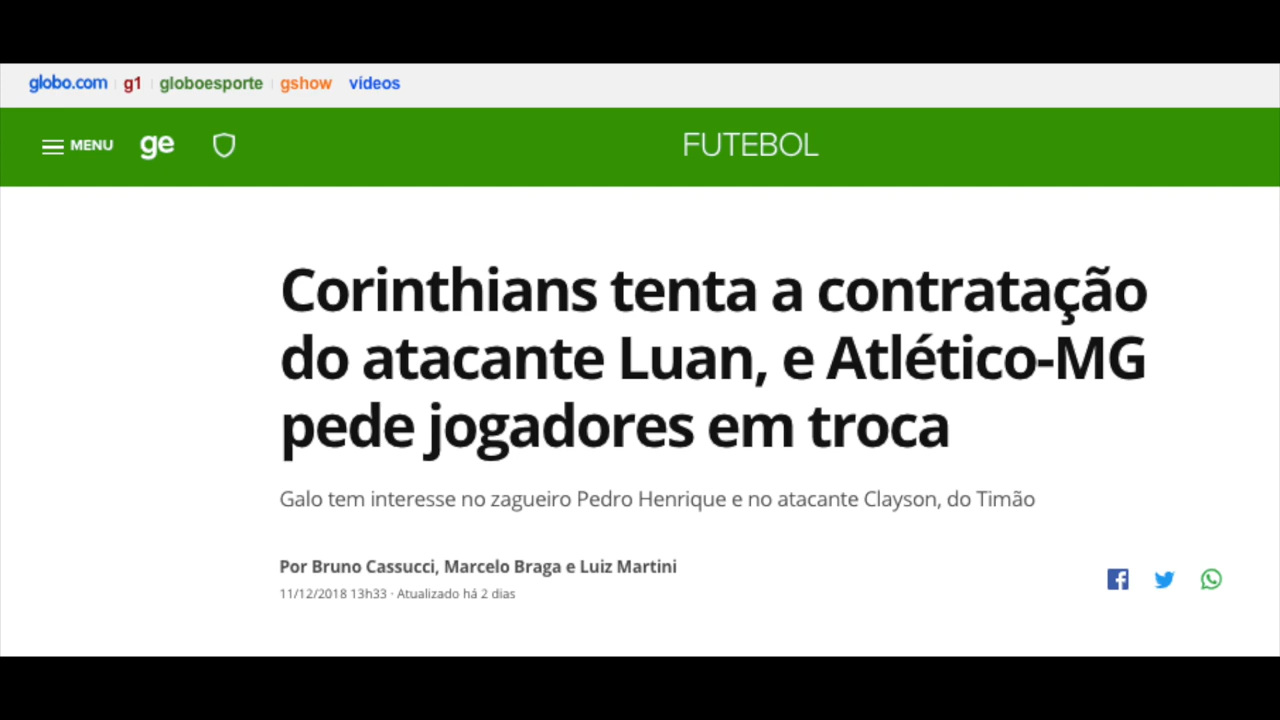 globo.com g1 globoesporte gshow vídeos
MENU ge FUTEBOL
Corinthians tenta a contratação
do atacante Luan, e Atlético-MG
pede jogadores em troca
Galo tem interesse no zagueiro Pedro Henrique e no atacante Clayson, do Timão
Por Bruno Cassucci, Marcelo Braga e Luiz Martini
11/12/2018 13h33 · Atualizado há 2 dias